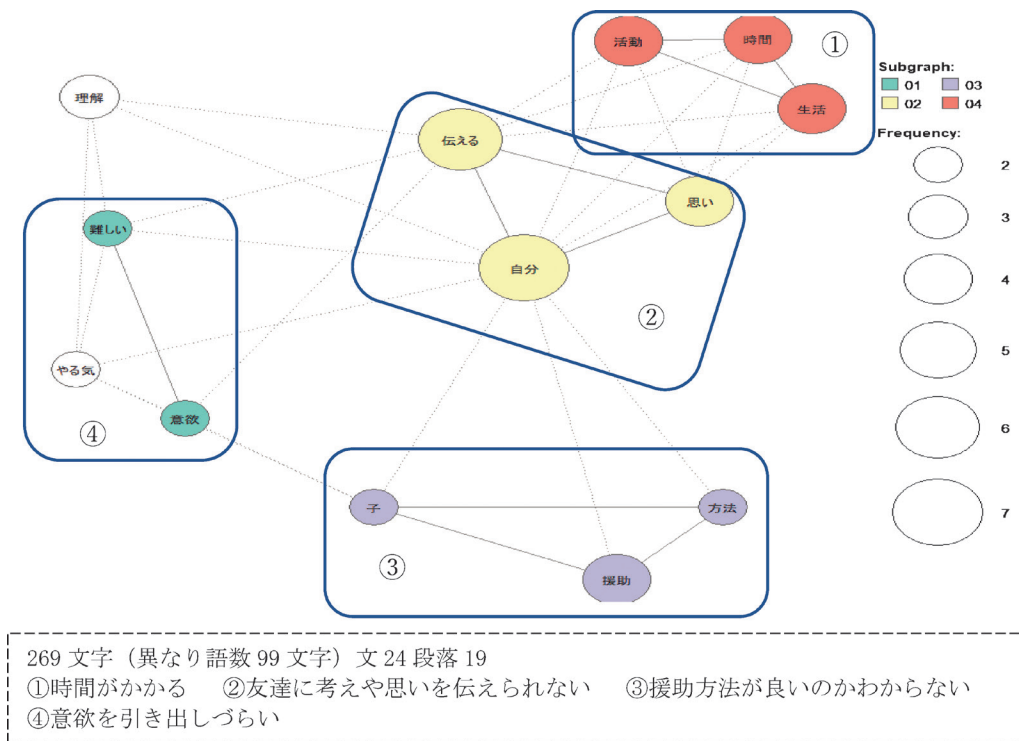 活動
時間
①
生活
Subgraph:
01 03
02 04
Frequency:
2
3
4
5
6
7
理解
伝える
思い
自分
②
難しい
やる気
意欲
④
子
方法
援助
③
269 文字（異なり語数 99 文字）文 24 段落 19
①時間がかかる ②友達に考えや思いを伝えられない ③援助方法が良いのかわからない
④意欲を引き出しづらい